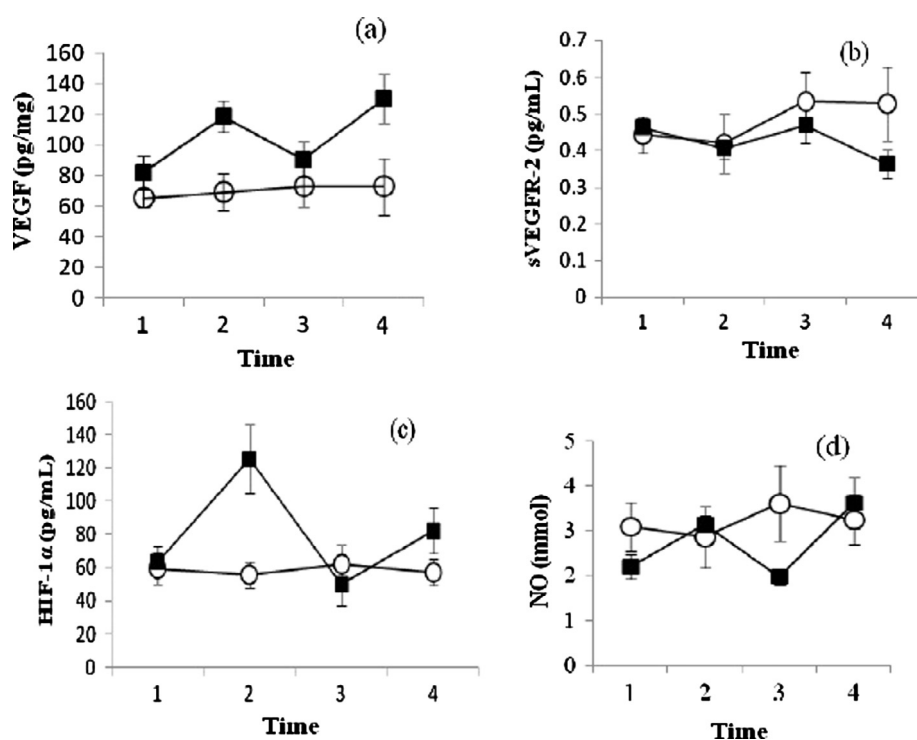 (a)
VEGF (pg/mg)
160
140
120
100
80
60
40
20
0
1 2 3 4
Time
(b)
sVEGFR-2 (pg/mL)
0.7
0.6
0.5
0.4
0.3
0.2
0.1
0
1 2 3 4
Time
(c)
HIF-1α (pg/mL)
160
140
120
100
80
60
40
20
0
1 2 3 4
Time
(d)
NO (mmol)
5
4
3
2
1
0
1 2 3 4
Time